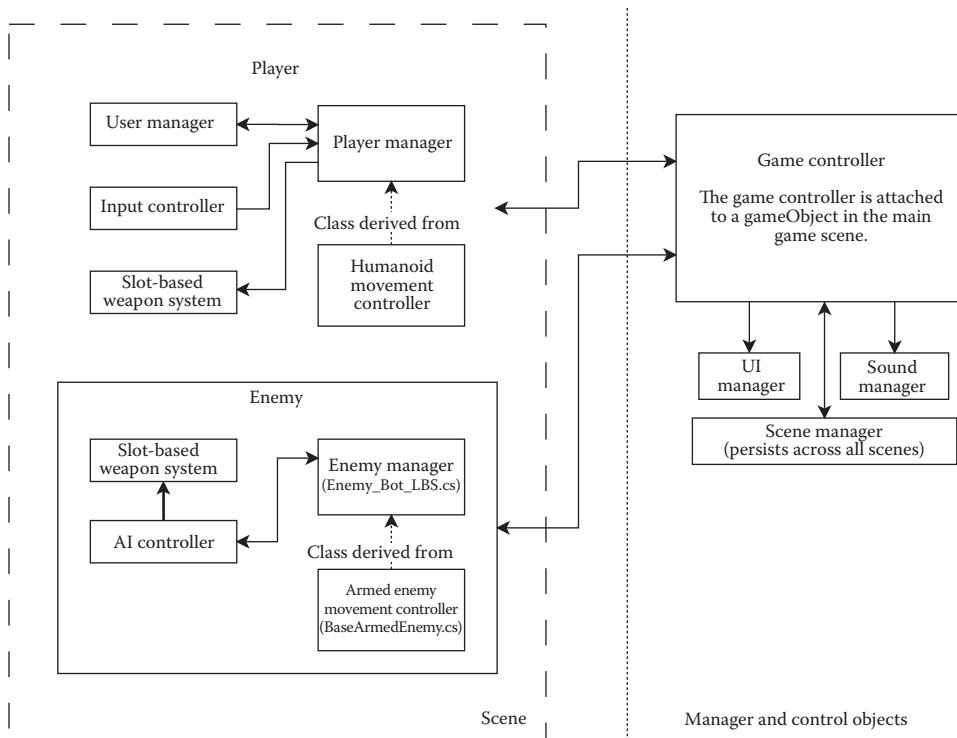 Player
User manager
Player manager
Input controller
Class derived from
Slot-based
weapon system
Humanoid
movement
controller
Enemy
Slot-based
weapon system
Enemy manager
(Enemy_Bot_LBS.cs)
AI controller
Class derived from
Armed enemy
movement controller
(BaseArmedEnemy.cs)
Scene
Game controller
The game controller is attached
to a gameObject in the main
game scene.
UI
manager
Sound
manager
Scene manager
(persists across all scenes)
Manager and control objects